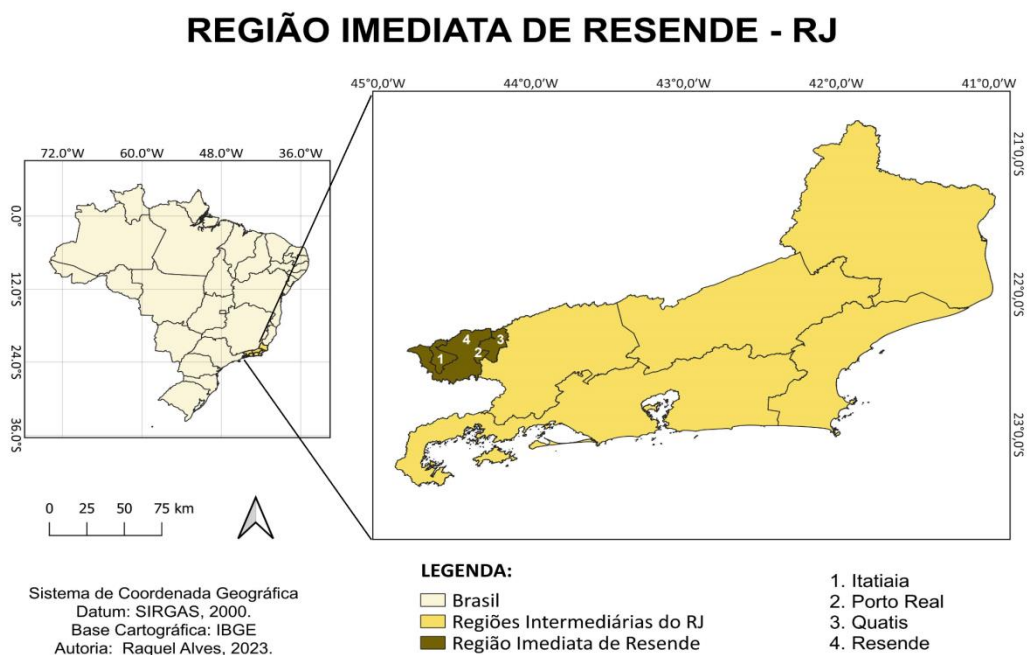 REGIÃO IMEDIATA DE RESENDE - RJ
45°0,0'W 44°0,0'W 43°0,0'W 42°0,0'W 41°0,0'W
72.0°W 60.0°W 48.0°W 36.0°W
0.0°
12.0°S
24.0°S
36.0°S
21°0,0'S
22°0,0'S
23°0,0'S
4
3
2
1
0 25 50 75 km
Sistema de Coordenada Geográfica
Datum: SIRGAS, 2000.
Base Cartográfica: IBGE
Autoria: Raquel Alves, 2023.
LEGENDA:
Brasil
Regiões Intermediárias do RJ
Região Imediata de Resende
1. Itatiaia
2. Porto Real
3. Quatis
4. Resende